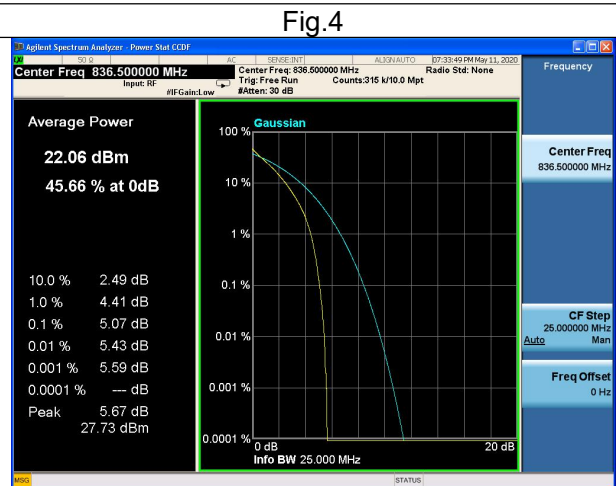 Fig.4
Agilent Spectrum Analyzer - Power Stat CCDF
50 Ω AC SENSE:INT ALIGN AUTO 07:33:49 PM May 11, 2020
Center Freq 836.500000 MHz
Input: RF
#IFGain:Low
Center Freq: 836.500000 MHz
Radio Std: None
Trig: Free Run Counts:315 k/10.0 Mpt
#Atten: 30 dB
Frequency
Average Power
22.06 dBm
45.66 % at 0dB
10.0 % 2.49 dB
1.0 % 4.41 dB
0.1 % 5.07 dB
0.01 % 5.43 dB
0.001 % 5.59 dB
0.0001 % --- dB
Peak 5.67 dB
27.73 dBm
Gaussian
100 %
10 %
1 %
0.1 %
0.01 %
0.001 %
0.0001 %
0 dB 20 dB
Info BW 25.000 MHz
Center Freq
836.500000 MHz
CF Step
25.000000 MHz
Auto Man
Freq Offset
0 Hz
MSG STATUS